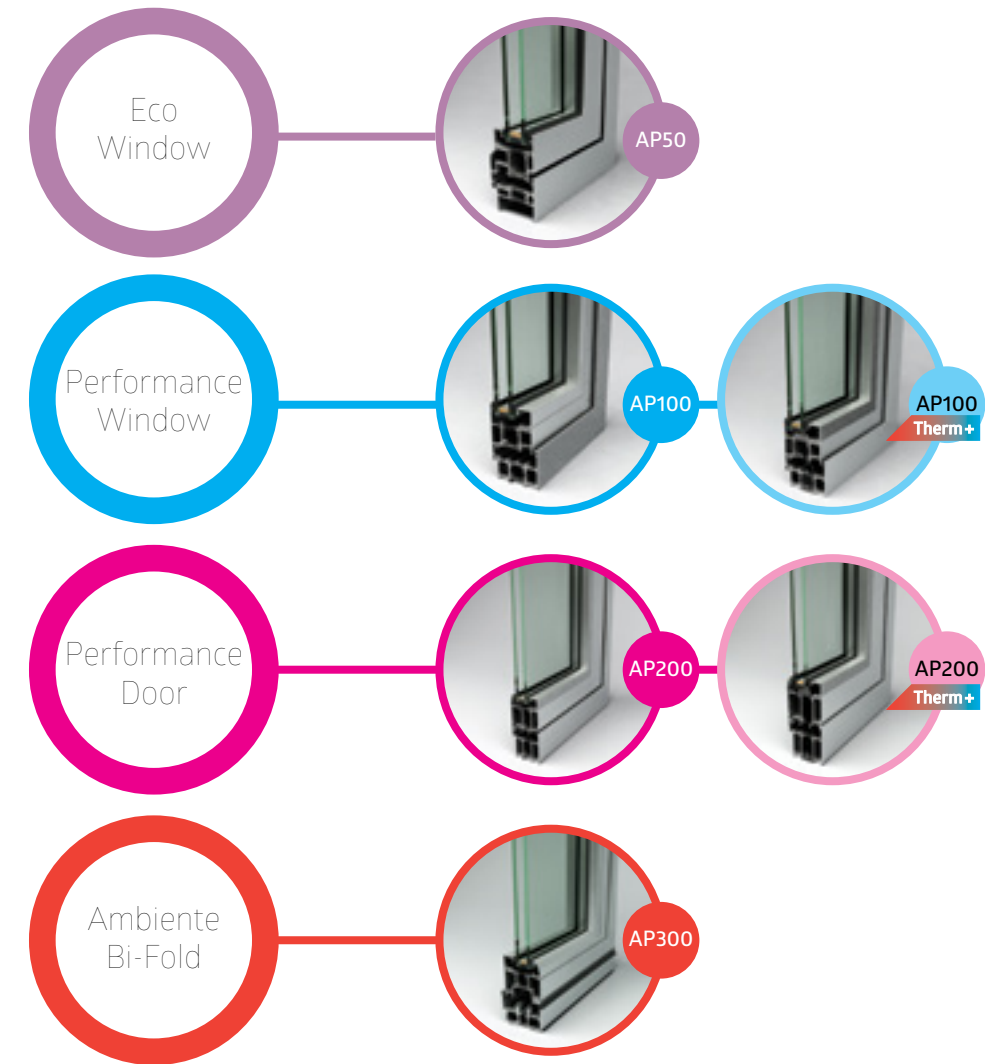 Eco
Window
AP50
Performance
Window
AP100
AP100
Therm+
Performance
Door
AP200
AP200
Therm+
Ambiente
Bi-Fold
AP300